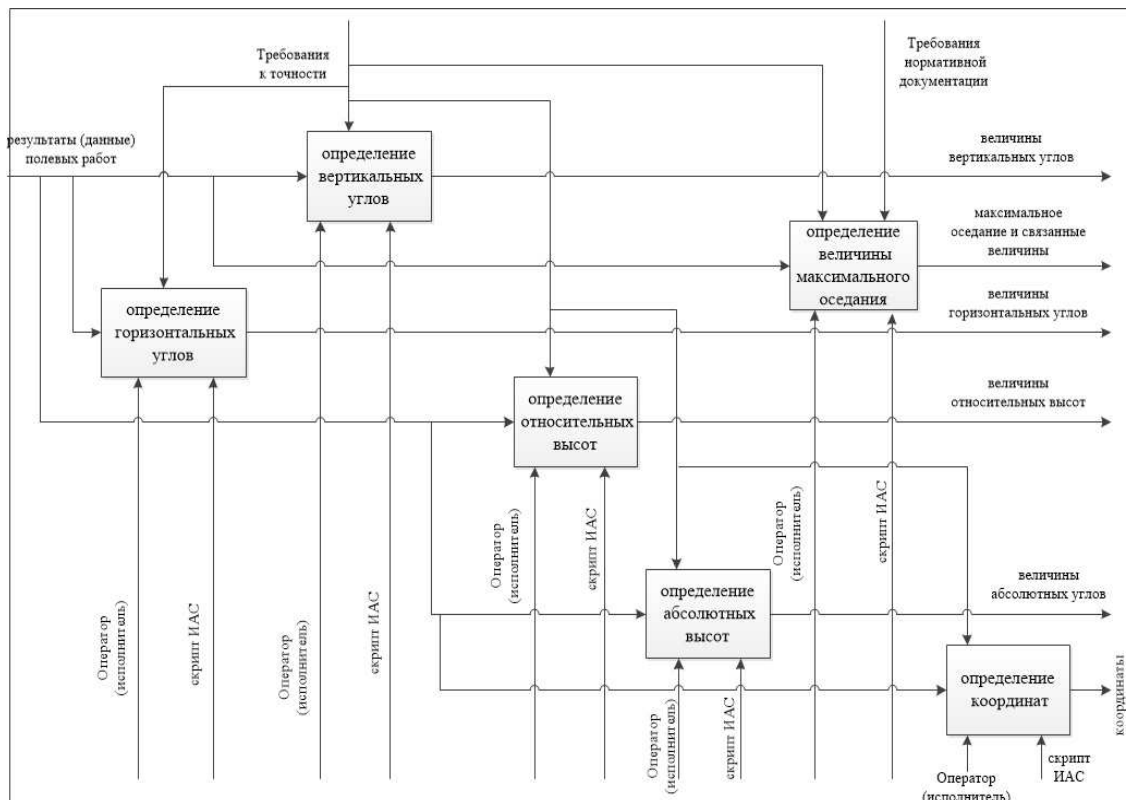 Требования
к точности
Требования
нормативной
документации
результаты (данные)
полевых работ
определение
вертикальных
углов
величины
вертикальных углов
определение
величины
максимального
оседания
максимальное
оседание и связанные
величины
определение
горизонтальных
углов
величины
горизонтальных углов
определение
относительных
высот
величины
относительных высот
Оператор
(исполнитель)
скрипт ИАС
Оператор
(исполнитель)
скрипт ИАС
Оператор
(исполнитель)
скрипт ИАС
Оператор
(исполнитель)
скрипт ИАС
определение
абсолютных
высот
величины
абсолютных углов
Оператор
(исполнитель)
скрипт ИАС
определение
координат
координаты
Оператор
(исполнитель)
скрипт
ИАС